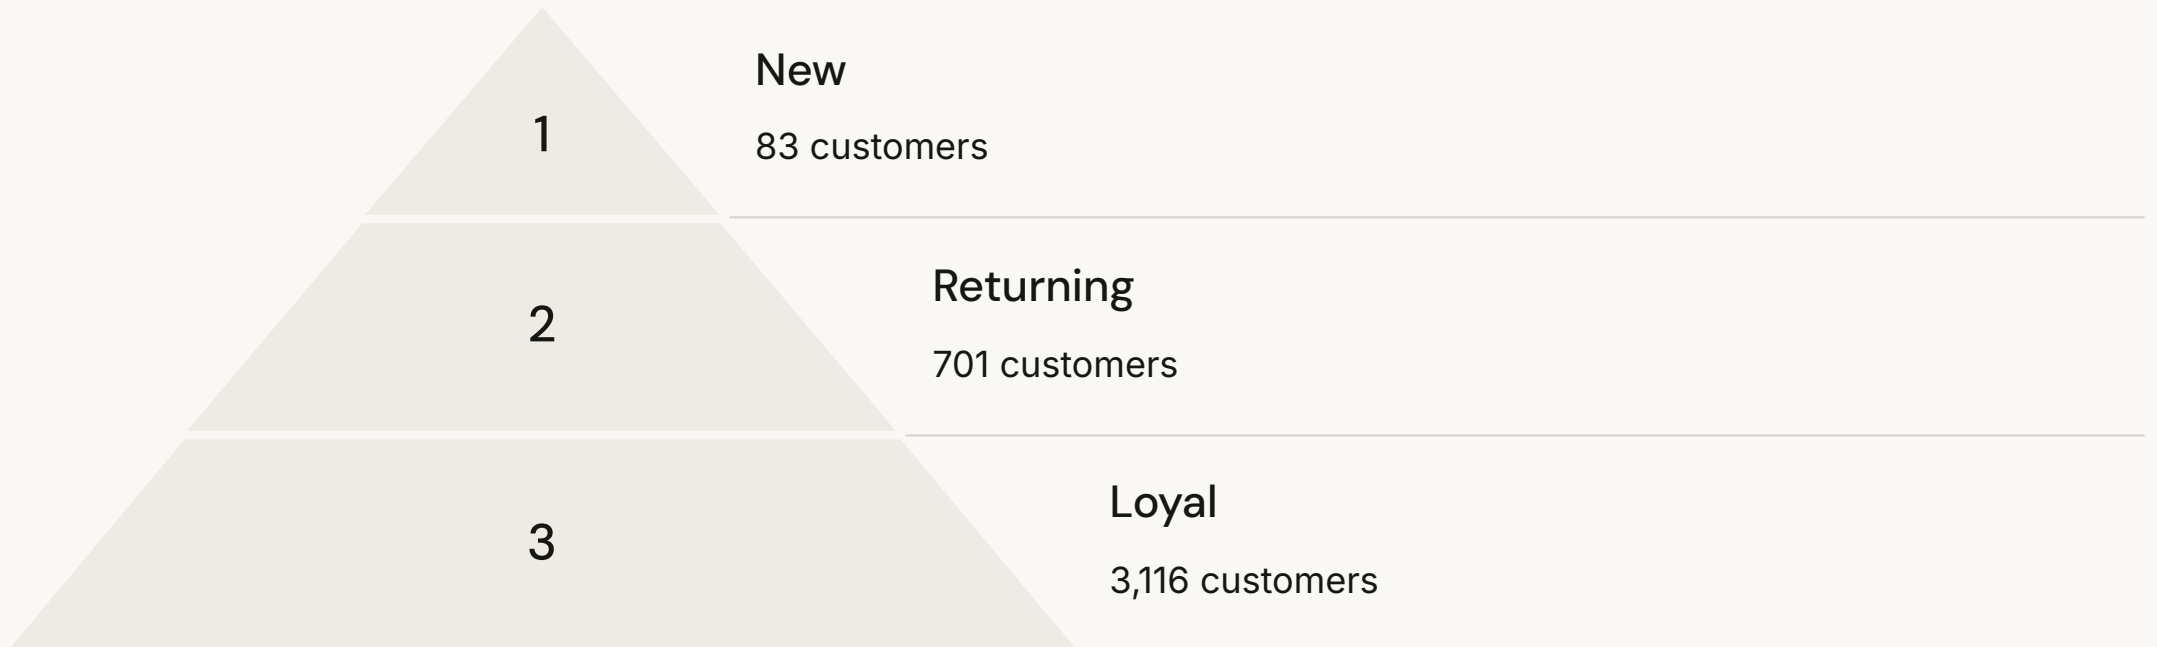 New
1
83 customers
Returning
2
701 customers
Loyal
3
3,116 customers